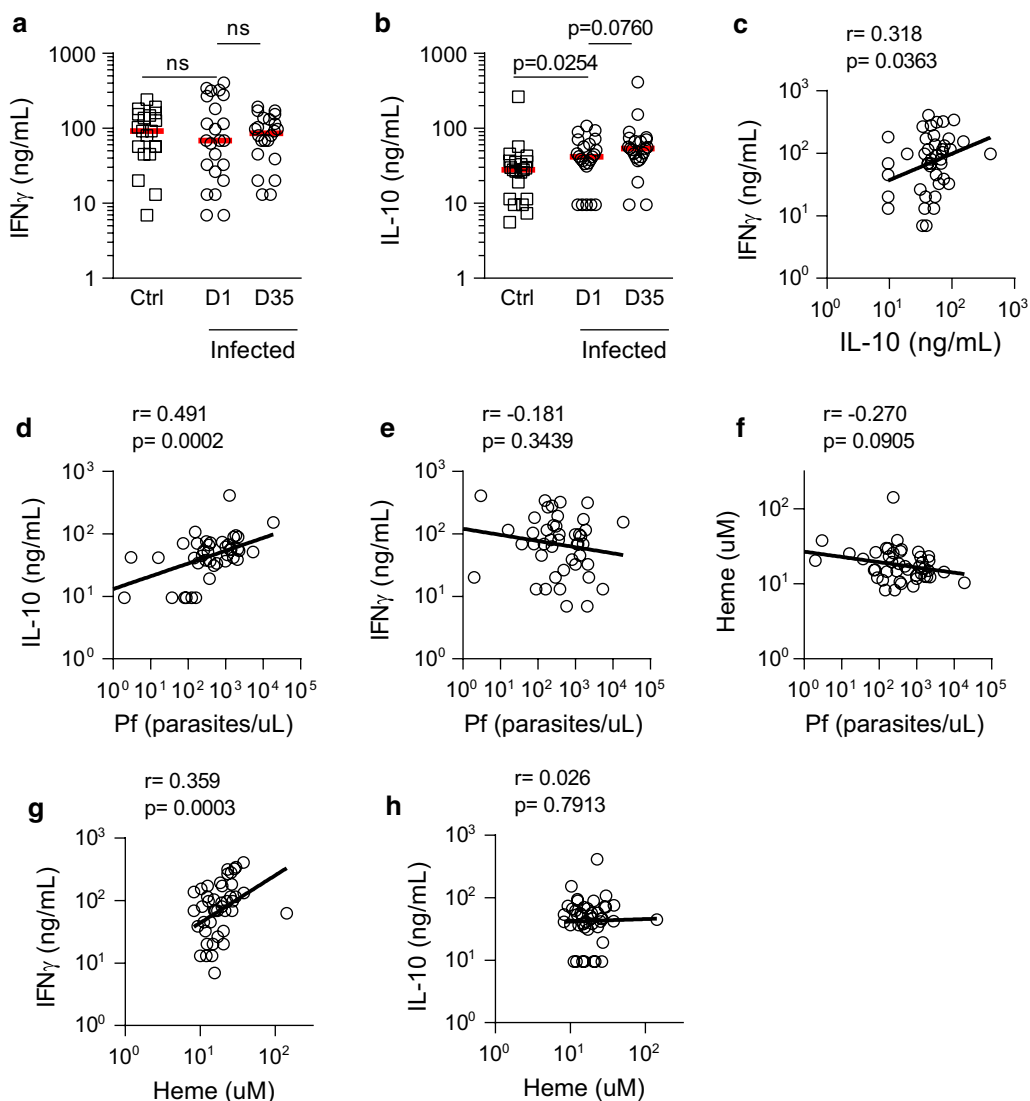 a
ns
ns
IFNγ (ng/mL)
1000
100
10
1
Ctrl
D1
D35
Infected
b
p=0.0760
p=0.0254
IL-10 (ng/mL)
1000
100
10
1
Ctrl
D1
D35
Infected
c
r= 0.318
p= 0.0363
IFNγ (ng/mL)
10³
10²
10¹
10⁰
10⁰ 10¹ 10² 10³
IL-10 (ng/mL)
d
r= 0.491
p= 0.0002
IL-10 (ng/mL)
10³
10²
10¹
10⁰
10⁰ 10¹ 10² 10³ 10⁴ 10⁵
Pf (parasites/uL)
e
r= -0.181
p= 0.3439
IFNγ (ng/mL)
10³
10²
10¹
10⁰
10⁰ 10¹ 10² 10³ 10⁴ 10⁵
Pf (parasites/uL)
f
r= -0.270
p= 0.0905
Heme (uM)
10²
10¹
10⁰
10⁰ 10¹ 10² 10³ 10⁴ 10⁵
Pf (parasites/uL)
g
r= 0.359
p= 0.0003
IFNγ (ng/mL)
10³
10²
10¹
10⁰
10⁰ 10¹ 10²
Heme (uM)
h
r= 0.026
p= 0.7913
IL-10 (ng/mL)
10³
10²
10¹
10⁰
10⁰ 10¹ 10²
Heme (uM)